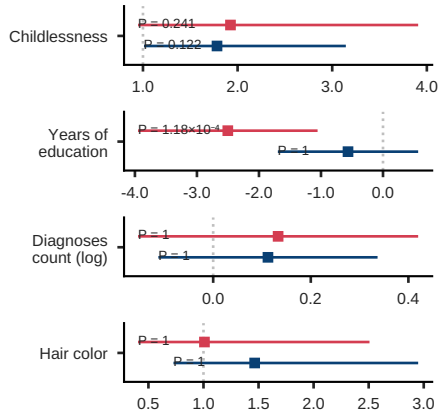 Childlessness
P = 0.241
P = 0.122
1.0 2.0 3.0 4.0
Years of
education
P = 1.18×10⁻⁴
P = 1
-4.0 -3.0 -2.0 -1.0 0.0
Diagnoses
count (log)
P = 1
P = 1
0.0 0.2 0.4
Hair color
P = 1
P = 1
0.5 1.0 1.5 2.0 2.5 3.0